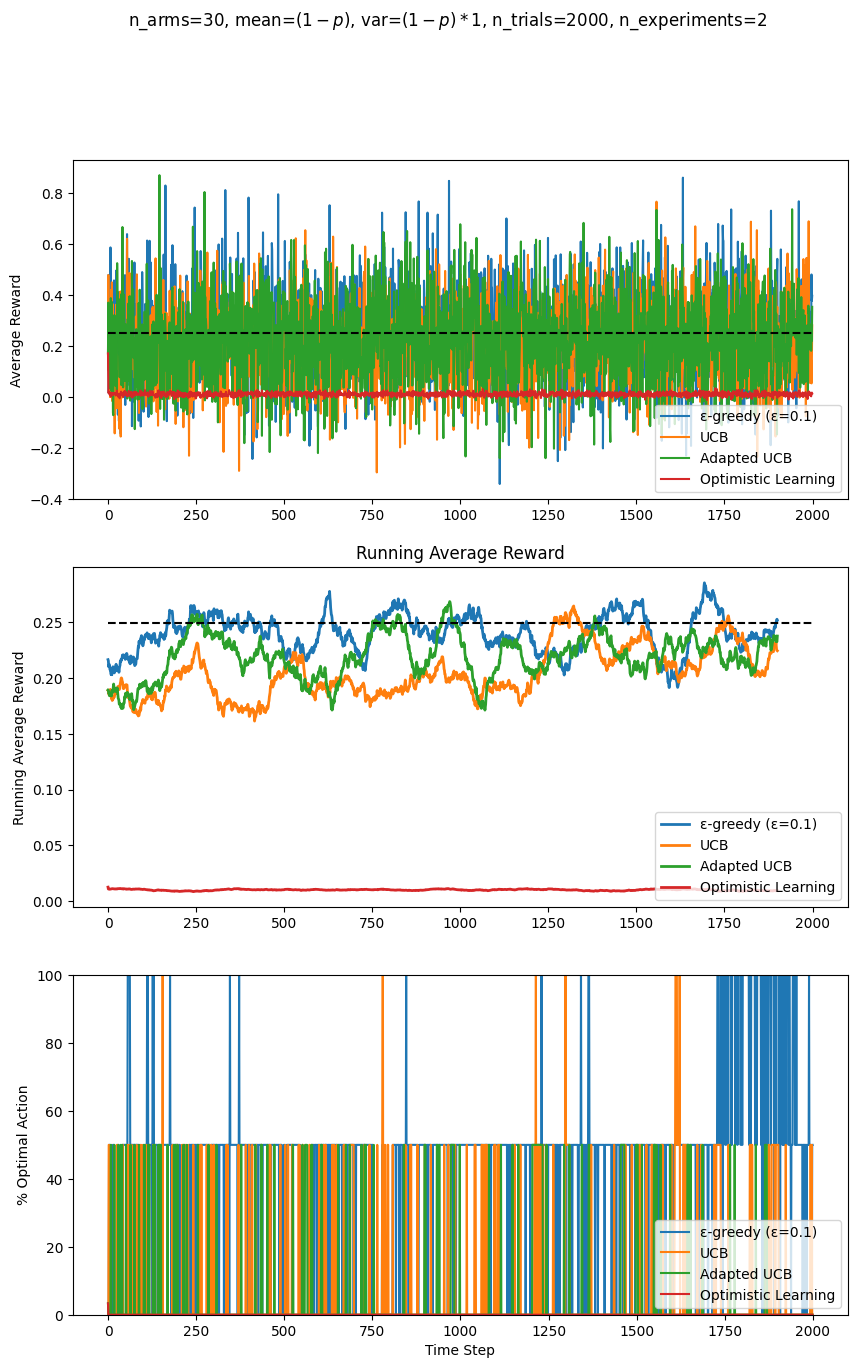 n_arms=30, mean=(1 − p), var=(1 − p) * 1, n_trials=2000, n_experiments=2
Average Reward
0.8
0.6
0.4
0.2
0.0
−0.2
−0.4
ε-greedy (ε=0.1)
UCB
Adapted UCB
Optimistic Learning
0 250 500 750 1000 1250 1500 1750 2000
Running Average Reward
Running Average Reward
0.25
0.20
0.15
0.10
0.05
0.00
ε-greedy (ε=0.1)
UCB
Adapted UCB
Optimistic Learning
0 250 500 750 1000 1250 1500 1750 2000
% Optimal Action
100
80
60
40
20
0
ε-greedy (ε=0.1)
UCB
Adapted UCB
Optimistic Learning
0 250 500 750 1000 1250 1500 1750 2000
Time Step